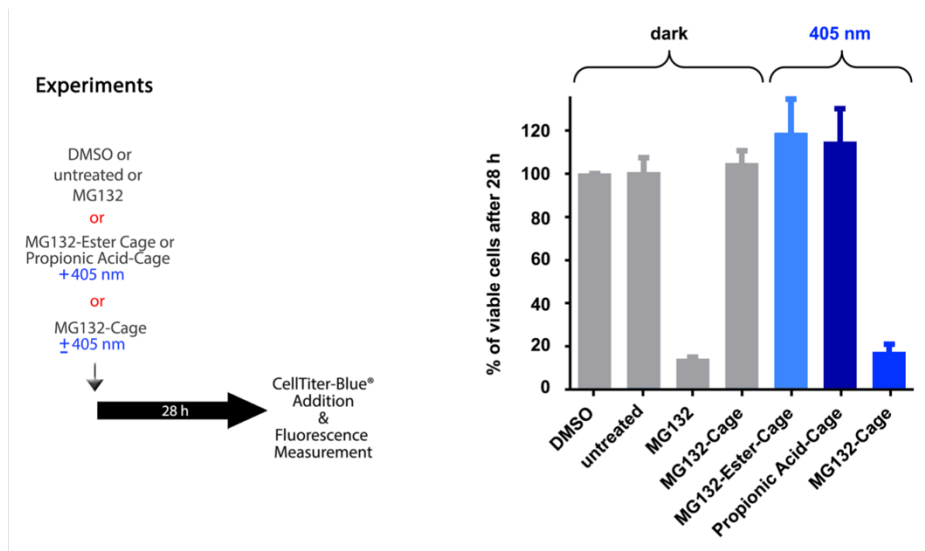 Experiments
DMSO or
untreated or
MG132
or
MG132-Ester Cage or
Propionic Acid-Cage
+405 nm
or
MG132-Cage
±405 nm
28 h
CellTiter-Blue®
Addition
&
Fluorescence
Measurement
dark
405 nm
% of viable cells after 28 h
120
100
80
60
40
20
0
DMSO
untreated
MG132
MG132-Cage
MG132-Ester-Cage
Propionic Acid-Cage
MG132-Cage